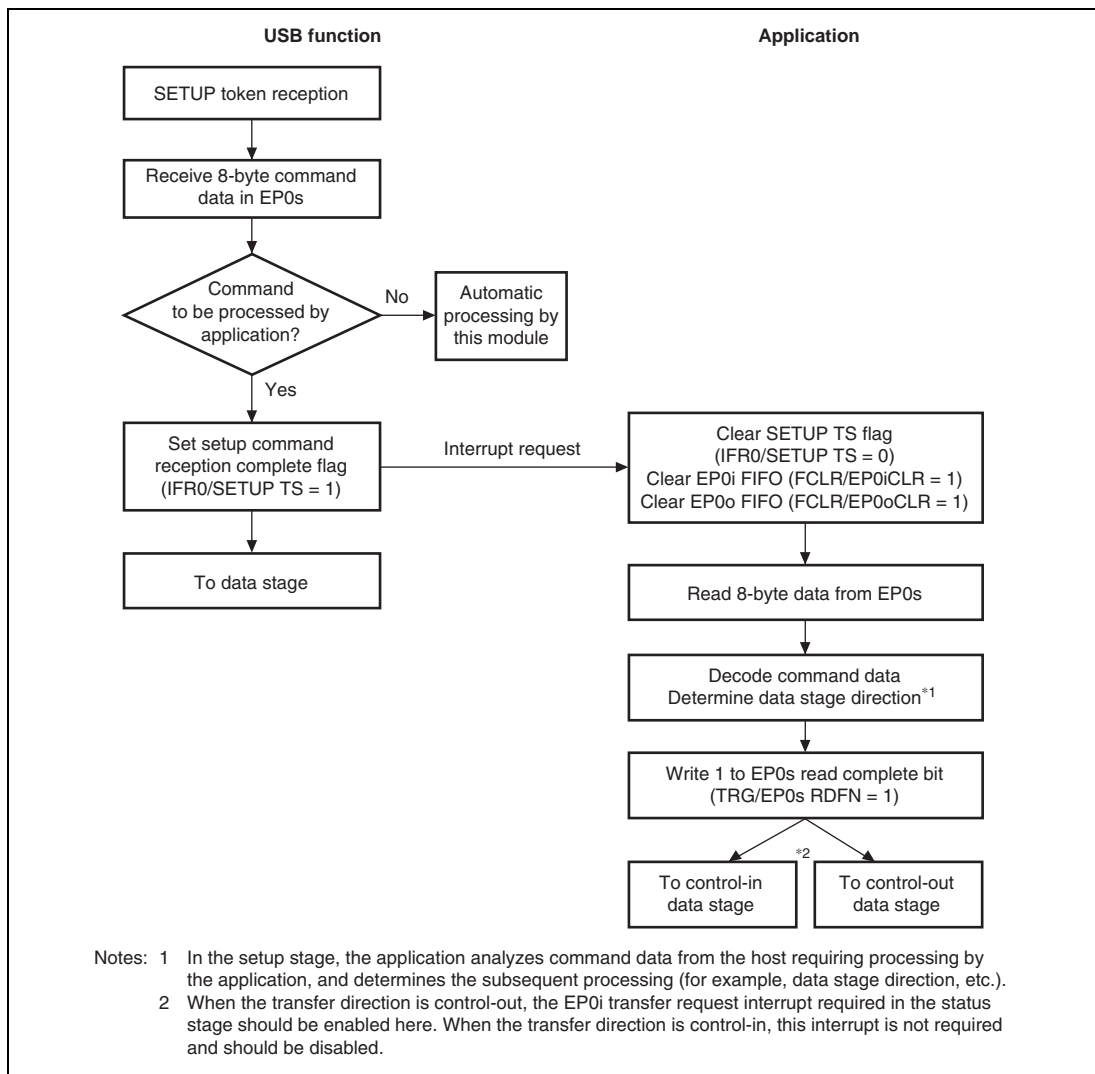 USB function
Application
SETUP token reception
Receive 8-byte command
data in EP0s
Command
to be processed by
application?
No
Automatic
processing by
this module
Yes
Set setup command
reception complete flag
(IFR0/SETUP TS = 1)
Interrupt request
Clear SETUP TS flag
(IFR0/SETUP TS = 0)
Clear EP0i FIFO (FCLR/EP0iCLR = 1)
Clear EP0o FIFO (FCLR/EP0oCLR = 1)
To data stage
Read 8-byte data from EP0s
Decode command data
Determine data stage direction*1
Write 1 to EP0s read complete bit
(TRG/EP0s RDFN = 1)
*2
To control-in
data stage
To control-out
data stage
Notes: 1 In the setup stage, the application analyzes command data from the host requiring processing by
the application, and determines the subsequent processing (for example, data stage direction, etc.).
2 When the transfer direction is control-out, the EP0i transfer request interrupt required in the status
stage should be enabled here. When the transfer direction is control-in, this interrupt is not required
and should be disabled.